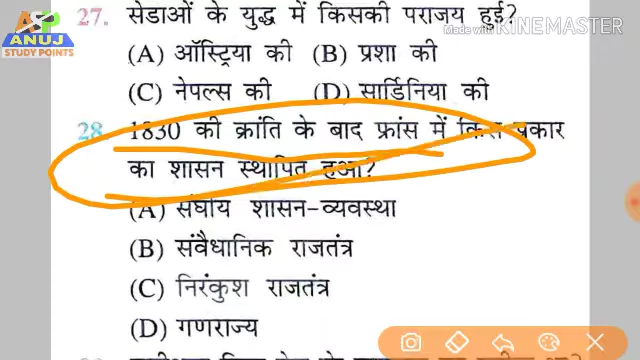 ASP
ANUJ
STUDY POINTS
Made with KINEMASTER
27. सेडाओं के युद्ध में किसकी पराजय हुई?
(A) ऑस्ट्रिया की (B) प्रशा की
(C) नेपल्स की (D) सार्डिनिया की
28. 1830 की क्रांति के बाद फ्रांस में किस प्रकार
का शासन स्थापित हुआ?
(A) संघीय शासन-व्यवस्था
(B) संवैधानिक राजतंत्र
(C) निरंकुश राजतंत्र
(D) गणराज्य